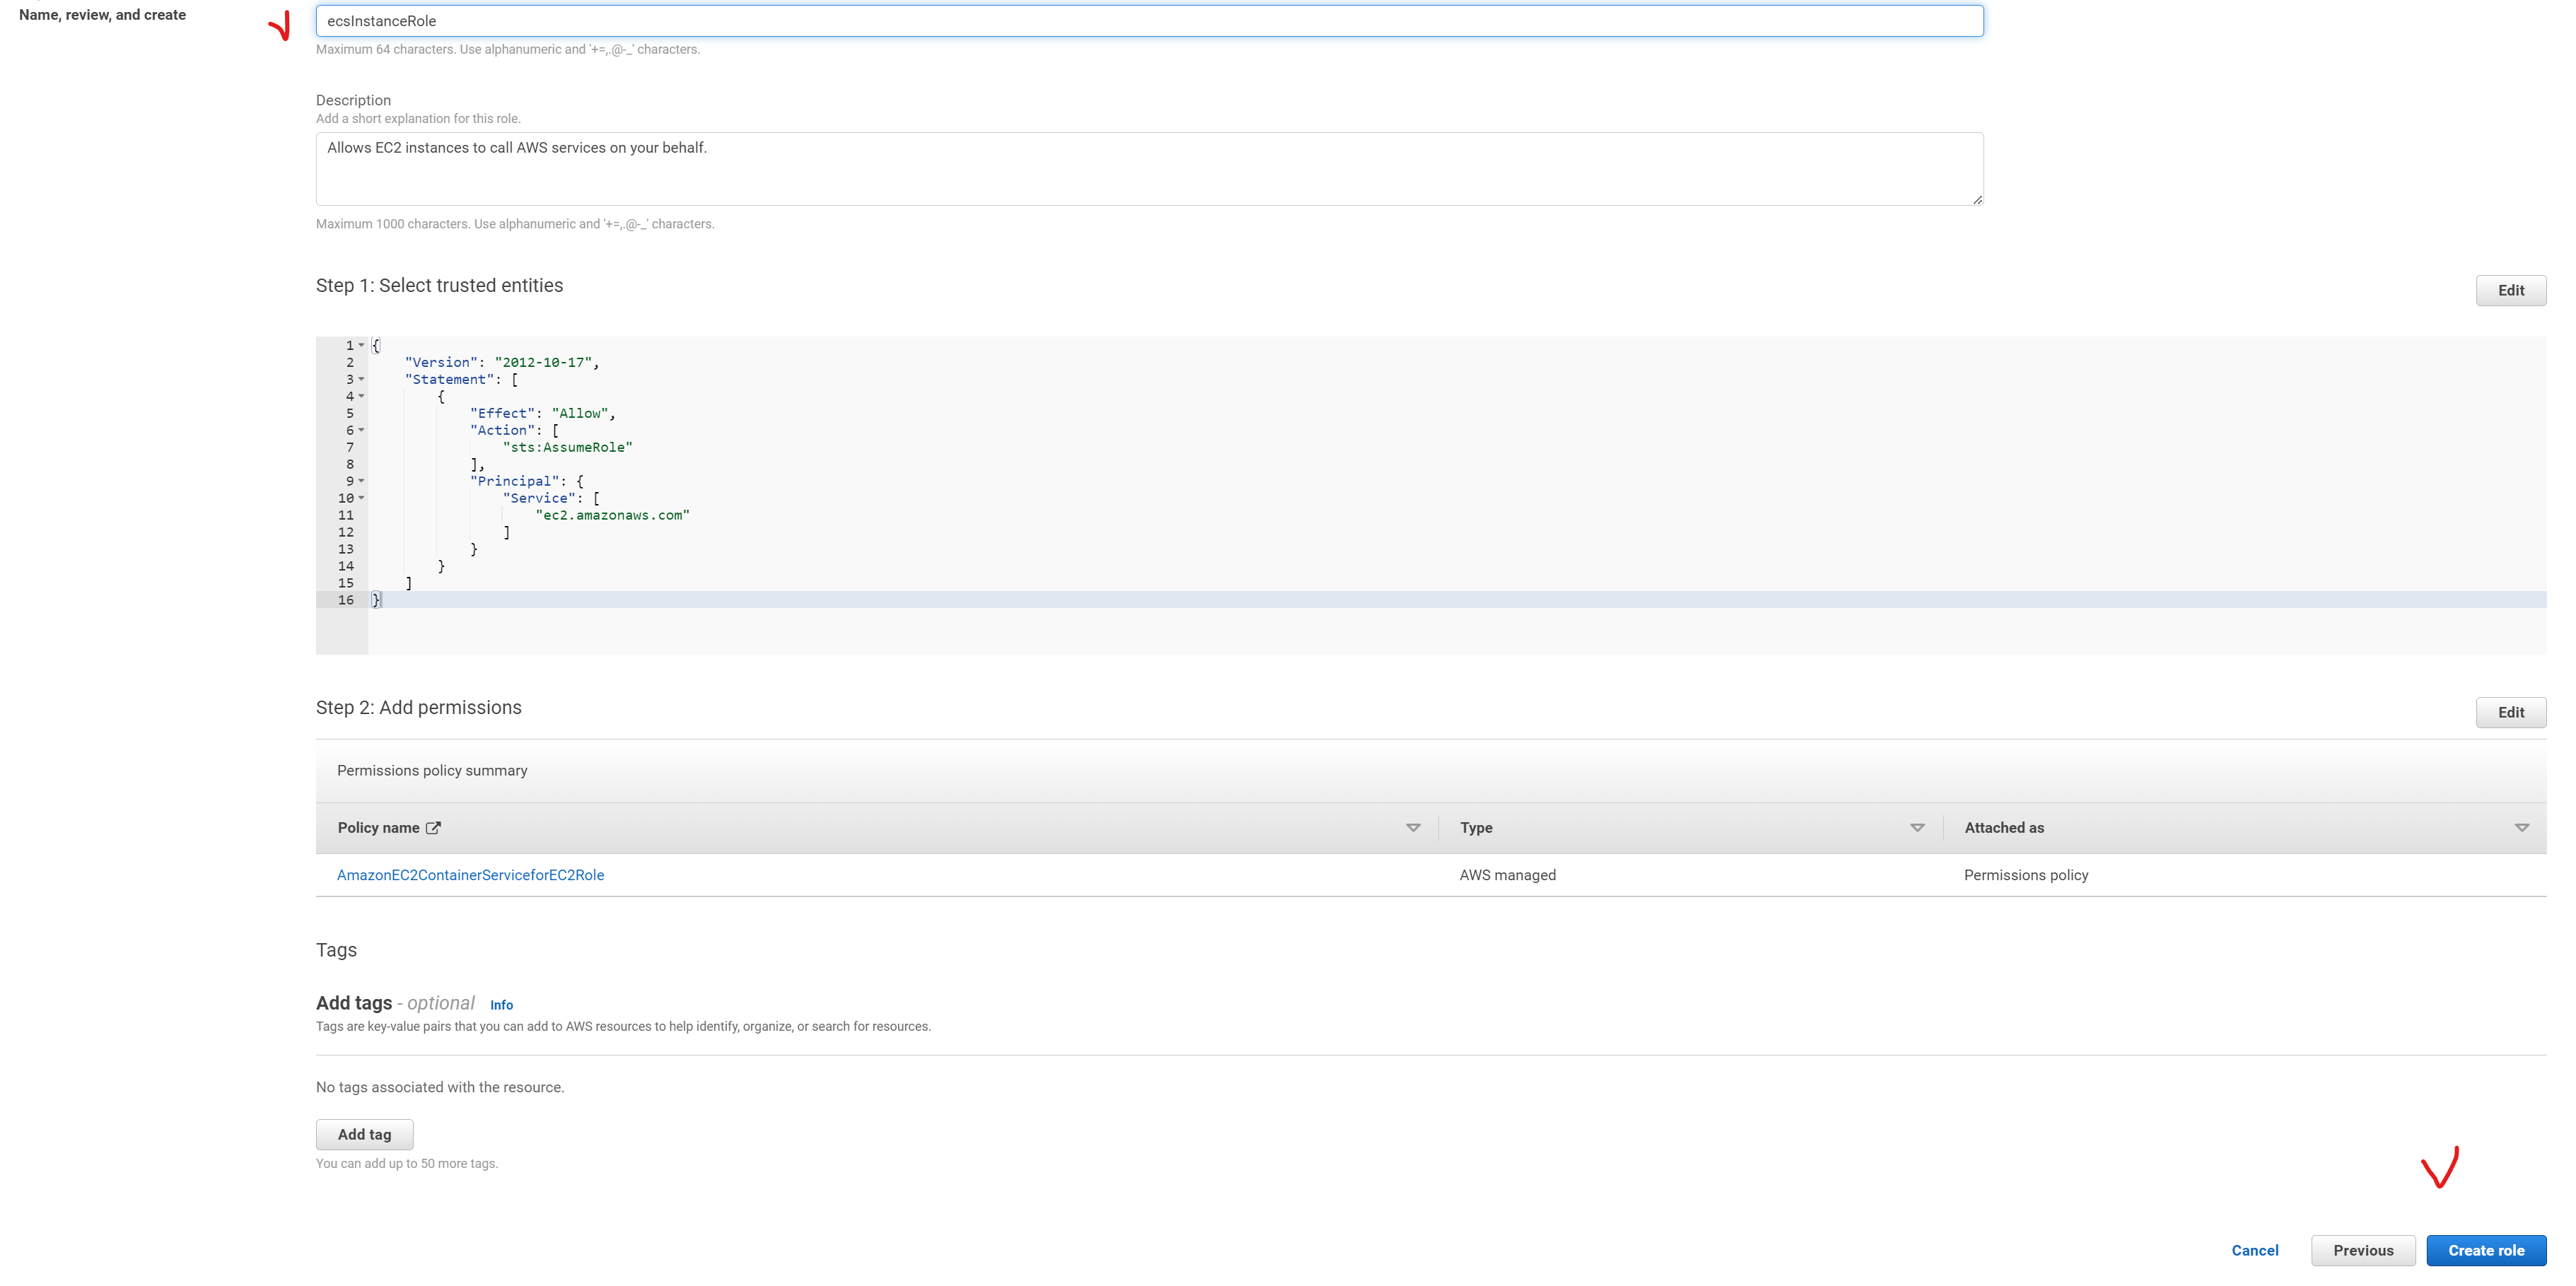 Name, review, and create
ecsInstanceRole
Maximum 64 characters. Use alphanumeric and '+=,.@-_' characters.
Description
Add a short explanation for this role.
Allows EC2 instances to call AWS services on your behalf.
Maximum 1000 characters. Use alphanumeric and '+=,.@-_' characters.
Step 1: Select trusted entities
Edit
1 {
2 "Version": "2012-10-17",
3 "Statement": [
4 {
5 "Effect": "Allow",
6 "Action": [
7 "sts:AssumeRole"
8 ],
9 "Principal": {
10 "Service": [
11 "ec2.amazonaws.com"
12 ]
13 }
14 }
15 ]
16 }
Step 2: Add permissions
Edit
Permissions policy summary
Policy name Type Attached as
AmazonEC2ContainerServiceforEC2Role AWS managed Permissions policy
Tags
Add tags - optional Info
Tags are key-value pairs that you can add to AWS resources to help identify, organize, or search for resources.
No tags associated with the resource.
Add tag
You can add up to 50 more tags.
Cancel Previous Create role